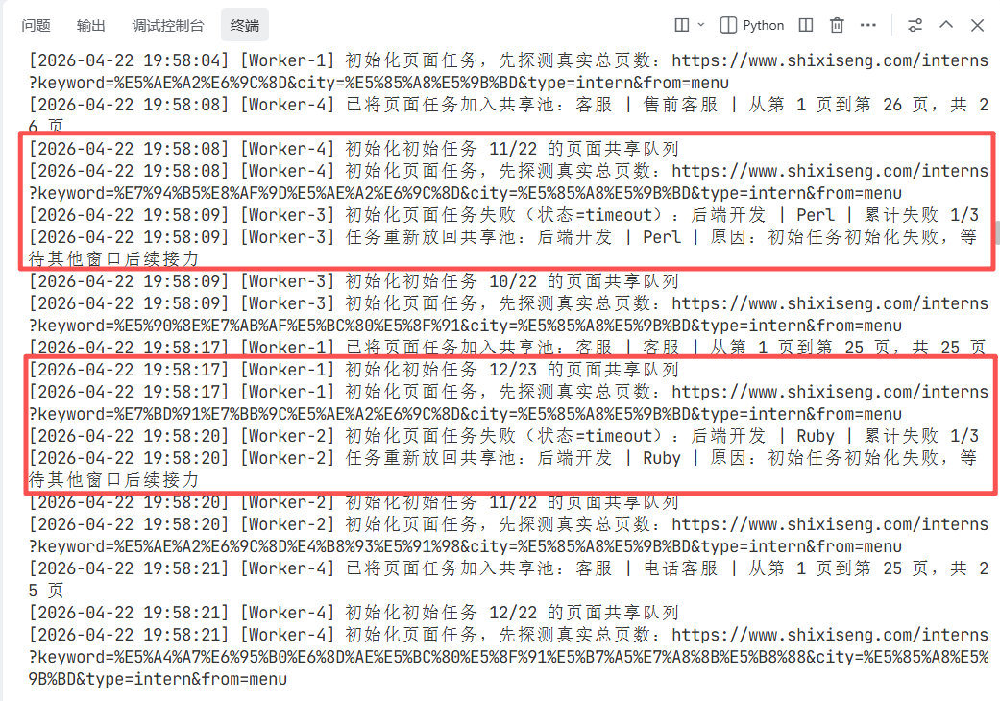 问题 输出 调试控制台 终端 Python
[2026-04-22 19:58:04] [Worker-1] 初始化页面任务，先探测真实总页数：https://www.shixiseng.com/interns
?keyword=%E5%AE%A2%E6%9C%8D&city=%E5%85%A8%E5%9B%BD&type=intern&from=menu
[2026-04-22 19:58:08] [Worker-4] 已将页面任务加入共享池：客服 | 售前客服 | 从第 1 页到第 26 页，共 2
6 页
[2026-04-22 19:58:08] [Worker-4] 初始化初始任务 11/22 的页面共享队列
[2026-04-22 19:58:08] [Worker-4] 初始化页面任务，先探测真实总页数：https://www.shixiseng.com/interns
?keyword=%E7%94%B5%E8%AF%9D%E5%AE%A2%E6%9C%8D&city=%E5%85%A8%E5%9B%BD&type=intern&from=menu
[2026-04-22 19:58:09] [Worker-3] 初始化页面任务失败（状态=timeout）：后端开发 | Perl | 累计失败 1/3
[2026-04-22 19:58:09] [Worker-3] 任务重新放回共享池：后端开发 | Perl | 原因：初始任务初始化失败，等
待其他窗口后续接力
[2026-04-22 19:58:09] [Worker-3] 初始化初始任务 10/22 的页面共享队列
[2026-04-22 19:58:09] [Worker-3] 初始化页面任务，先探测真实总页数：https://www.shixiseng.com/interns
?keyword=%E5%90%8E%E7%AB%AF%E5%BC%80%E5%8F%91&city=%E5%85%A8%E5%9B%BD&type=intern&from=menu
[2026-04-22 19:58:17] [Worker-1] 已将页面任务加入共享池：客服 | 客服 | 从第 1 页到第 25 页，共 25 页
[2026-04-22 19:58:17] [Worker-1] 初始化初始任务 12/23 的页面共享队列
[2026-04-22 19:58:17] [Worker-1] 初始化页面任务，先探测真实总页数：https://www.shixiseng.com/interns
?keyword=%E7%BD%91%E7%BB%9C%E5%AE%A2%E6%9C%8D&city=%E5%85%A8%E5%9B%BD&type=intern&from=menu
[2026-04-22 19:58:20] [Worker-2] 初始化页面任务失败（状态=timeout）：后端开发 | Ruby | 累计失败 1/3
[2026-04-22 19:58:20] [Worker-2] 任务重新放回共享池：后端开发 | Ruby | 原因：初始任务初始化失败，等
待其他窗口后续接力
[2026-04-22 19:58:20] [Worker-2] 初始化初始任务 11/22 的页面共享队列
[2026-04-22 19:58:20] [Worker-2] 初始化页面任务，先探测真实总页数：https://www.shixiseng.com/interns
?keyword=%E5%AE%A2%E6%9C%8D%E4%B8%93%E5%91%98&city=%E5%85%A8%E5%9B%BD&type=intern&from=menu
[2026-04-22 19:58:21] [Worker-4] 已将页面任务加入共享池：客服 | 电话客服 | 从第 1 页到第 25 页，共 2
5 页
[2026-04-22 19:58:21] [Worker-4] 初始化初始任务 12/22 的页面共享队列
[2026-04-22 19:58:21] [Worker-4] 初始化页面任务，先探测真实总页数：https://www.shixiseng.com/interns
?keyword=%E5%A4%A7%E6%95%B0%E6%8D%AE%E5%BC%80%E5%8F%91%E5%B7%A5%E7%A8%8B%E5%B8%88&city=%E5%85%A8%E5%
9B%BD&type=intern&from=menu